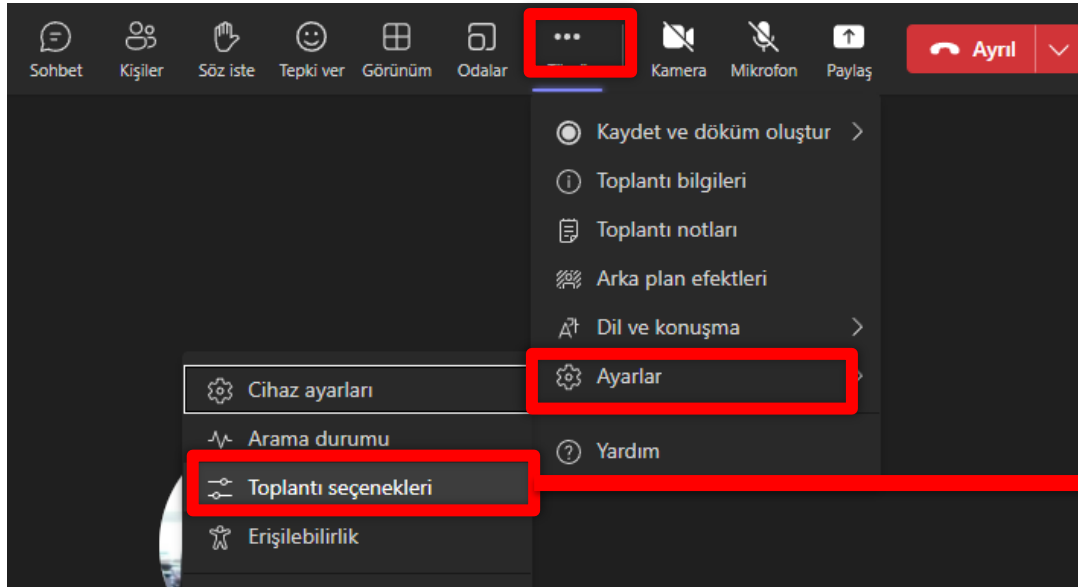 Sohbet Kişiler Söz iste Tepki ver Görünüm Odalar Kamera Mikrofon Paylaş Ayrıl
Kaydet ve döküm oluştur
Toplantı bilgileri
Toplantı notları
Arka plan efektleri
Dil ve konuşma
Ayarlar
Yardım
Cihaz ayarları
Arama durumu
Toplantı seçenekleri
Erişilebilirlik